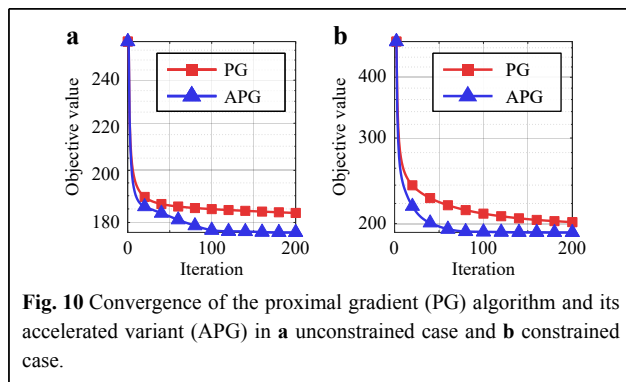 a
b
Objective value
240
220
200
180
PG
APG
0
100
200
Iteration
Objective value
400
300
200
PG
APG
0
100
200
Iteration
Fig. 10 Convergence of the proximal gradient (PG) algorithm and its
accelerated variant (APG) in a unconstrained case and b constrained
case.